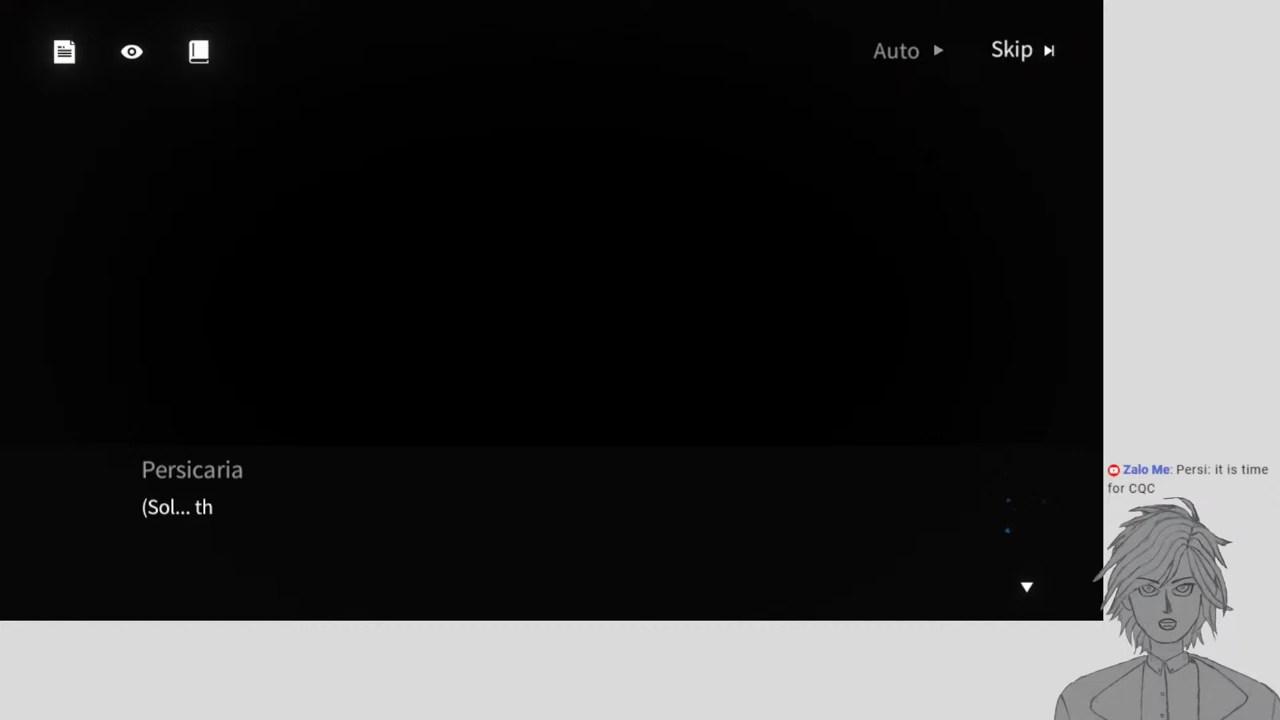 Auto
Skip
Persicaria
(Sol... th
Zalo Me: Persi: it is time
for CQC